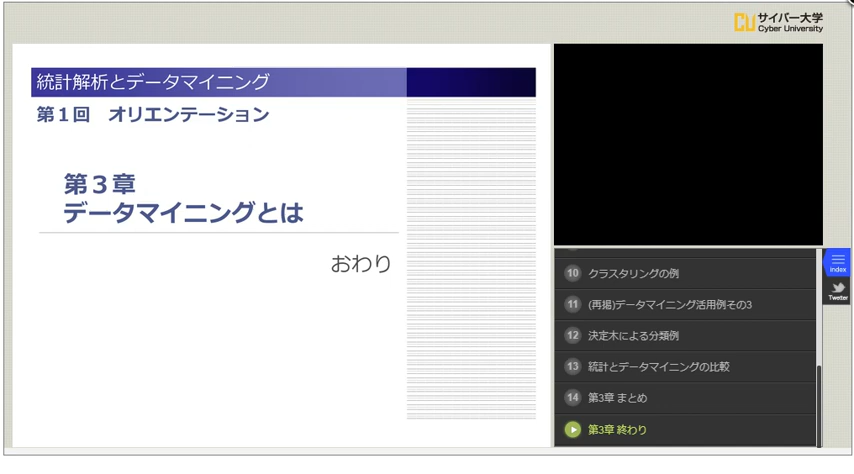 CU サイバー大学
Cyber University
統計解析とデータマイニング
第１回　オリエンテーション
第３章
データマイニングとは
おわり
10 クラスタリングの例
11 (再掲)データマイニング活用例その3
12 決定木による分類例
13 統計とデータマイニングの比較
14 第3章 まとめ
第3章 終わり
index
Twitter